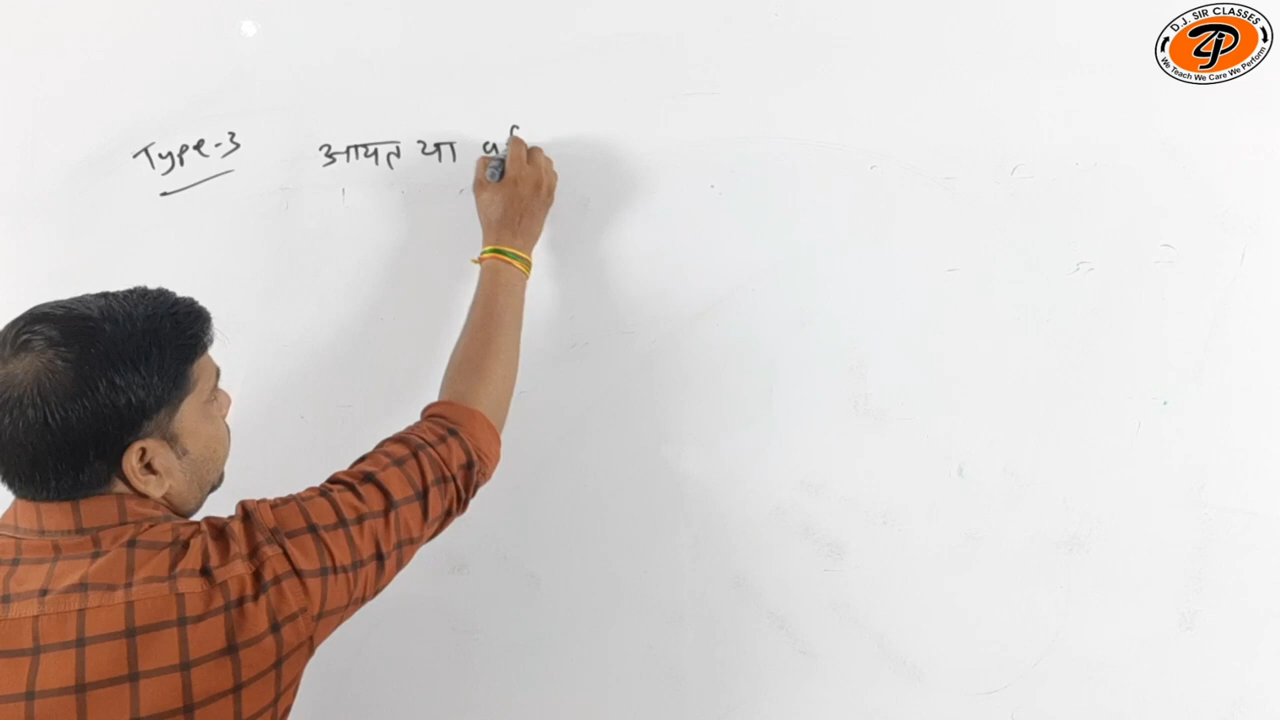 D.J. SIR CLASSES
We Teach We Care We Perform
Type-3 आयत या